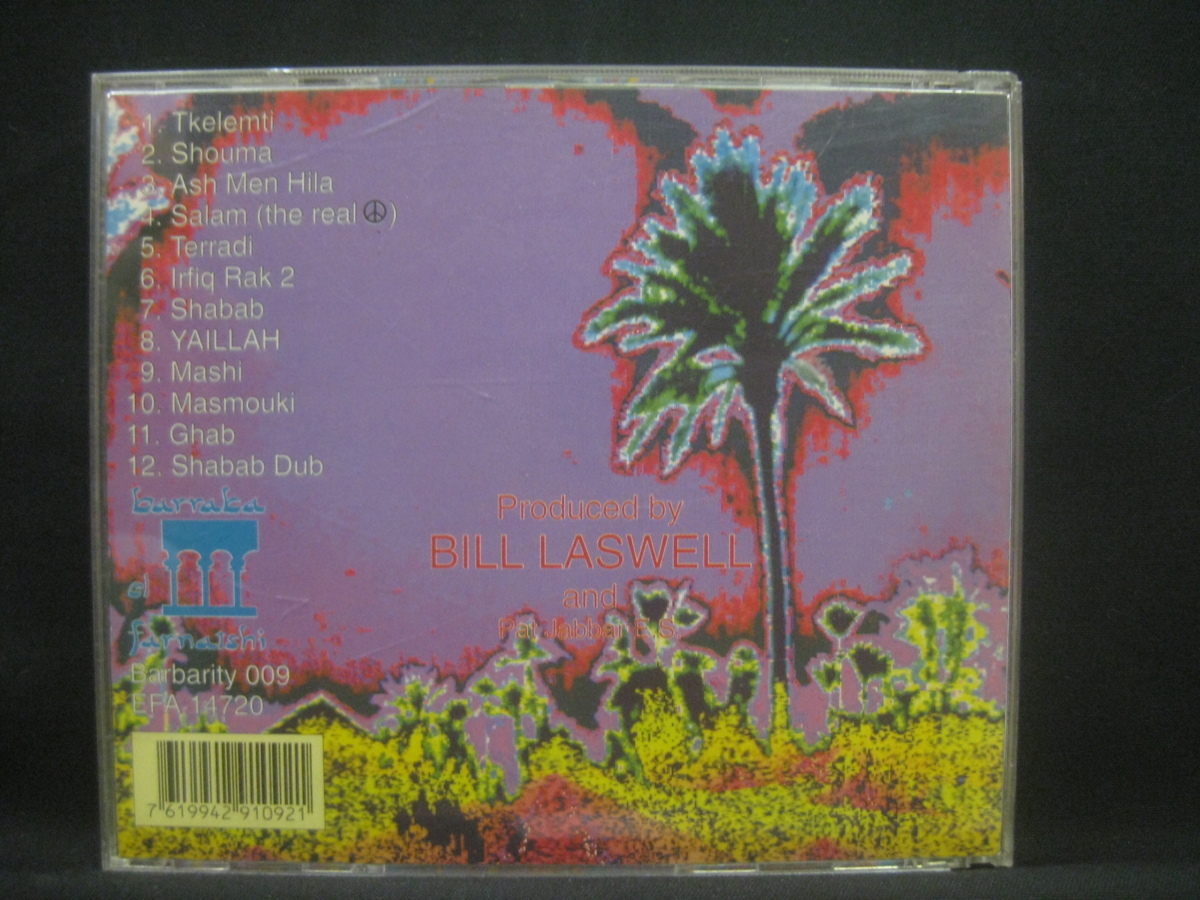 1. Tkelemti
2. Shouma
3. Ash Men Hila
4. Salam (the real ☮)
5. Terradi
6. Irfiq Rak 2
7. Shabab
8. YAILLAH
9. Mashi
10. Masmouki
11. Ghab
12. Shabab Dub
barraka
el
farnatshi
Barbarity 009
EFA 14720
7 619942 910921
Produced by
BILL LASWELL
and
Pat Jabbar E.S.